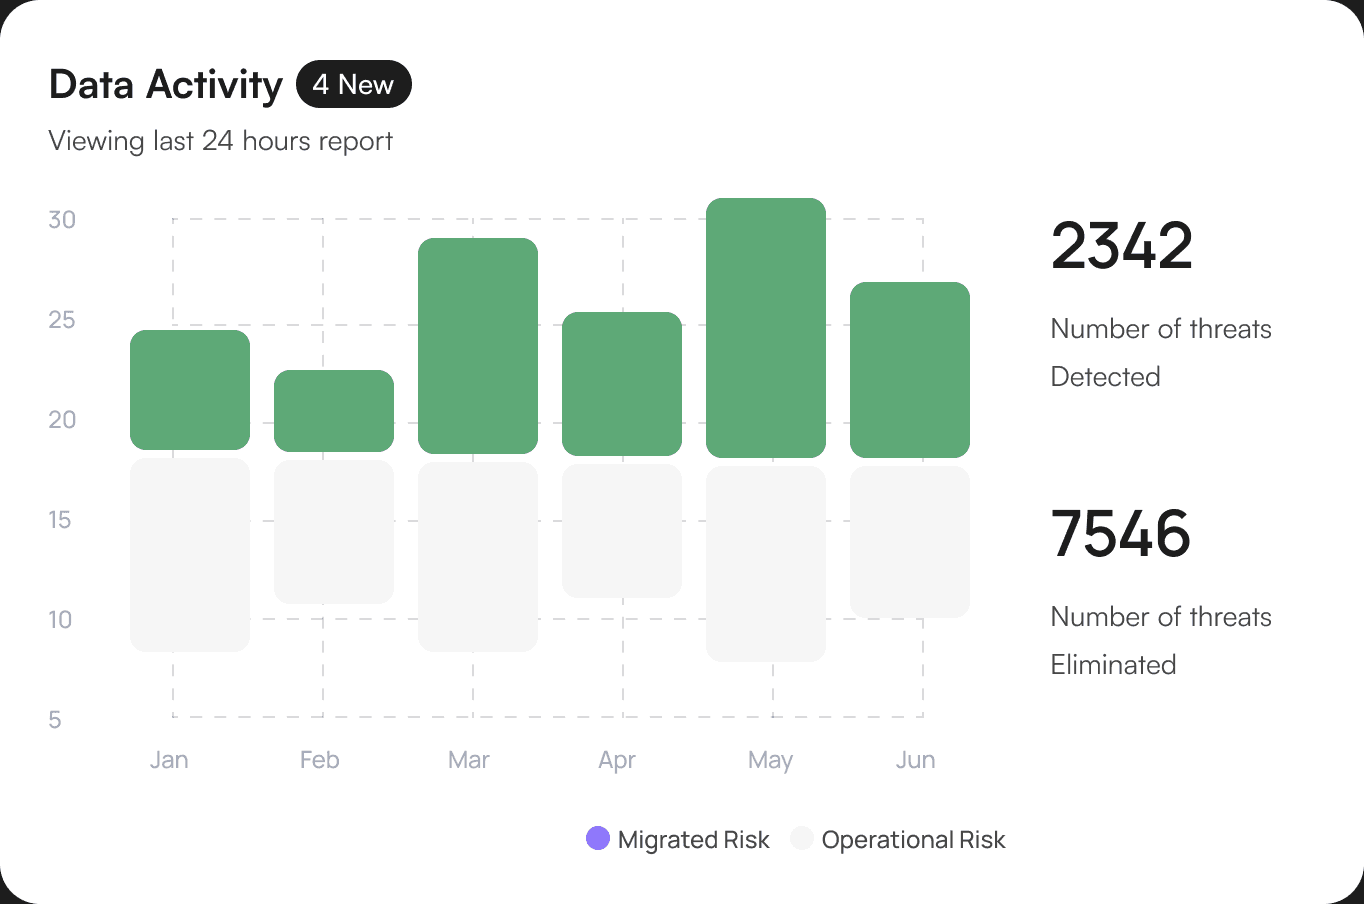 Data Activity 4 New
Viewing last 24 hours report
30
25
20
15
10
5
Jan Feb Mar Apr May Jun
Migrated Risk Operational Risk
2342
Number of threats
Detected
7546
Number of threats
Eliminated